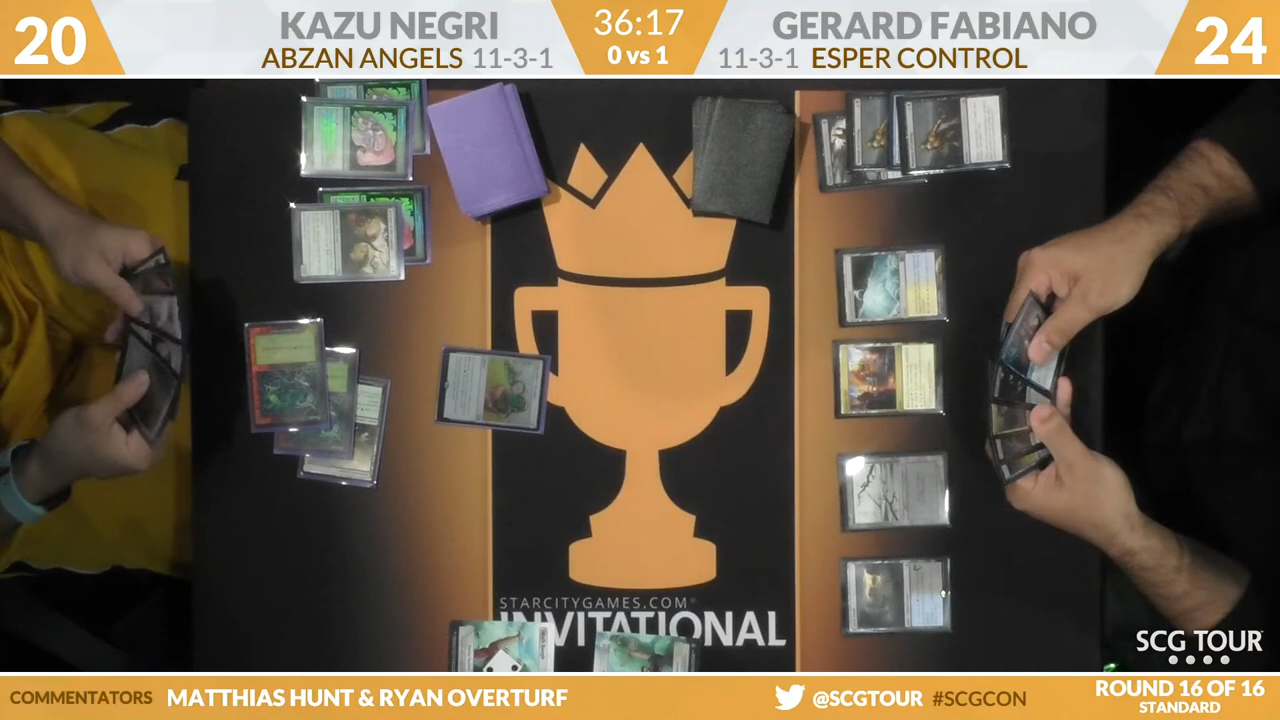 20
KAZU NEGRI
ABZAN ANGELS 11-3-1
36:17
0 vs 1
GERARD FABIANO
11-3-1 ESPER CONTROL
24
STARCITYGAMES.COM
INVITATIONAL
SCG TOUR
COMMENTATORS MATTHIAS HUNT & RYAN OVERTURF
@SCGTOUR #SCGCON
ROUND 16 OF 16
STANDARD